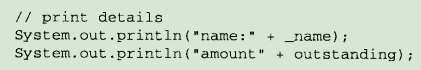 // print details
System.out.println("name:" + _name);
System.out.println("amount" + outstanding);